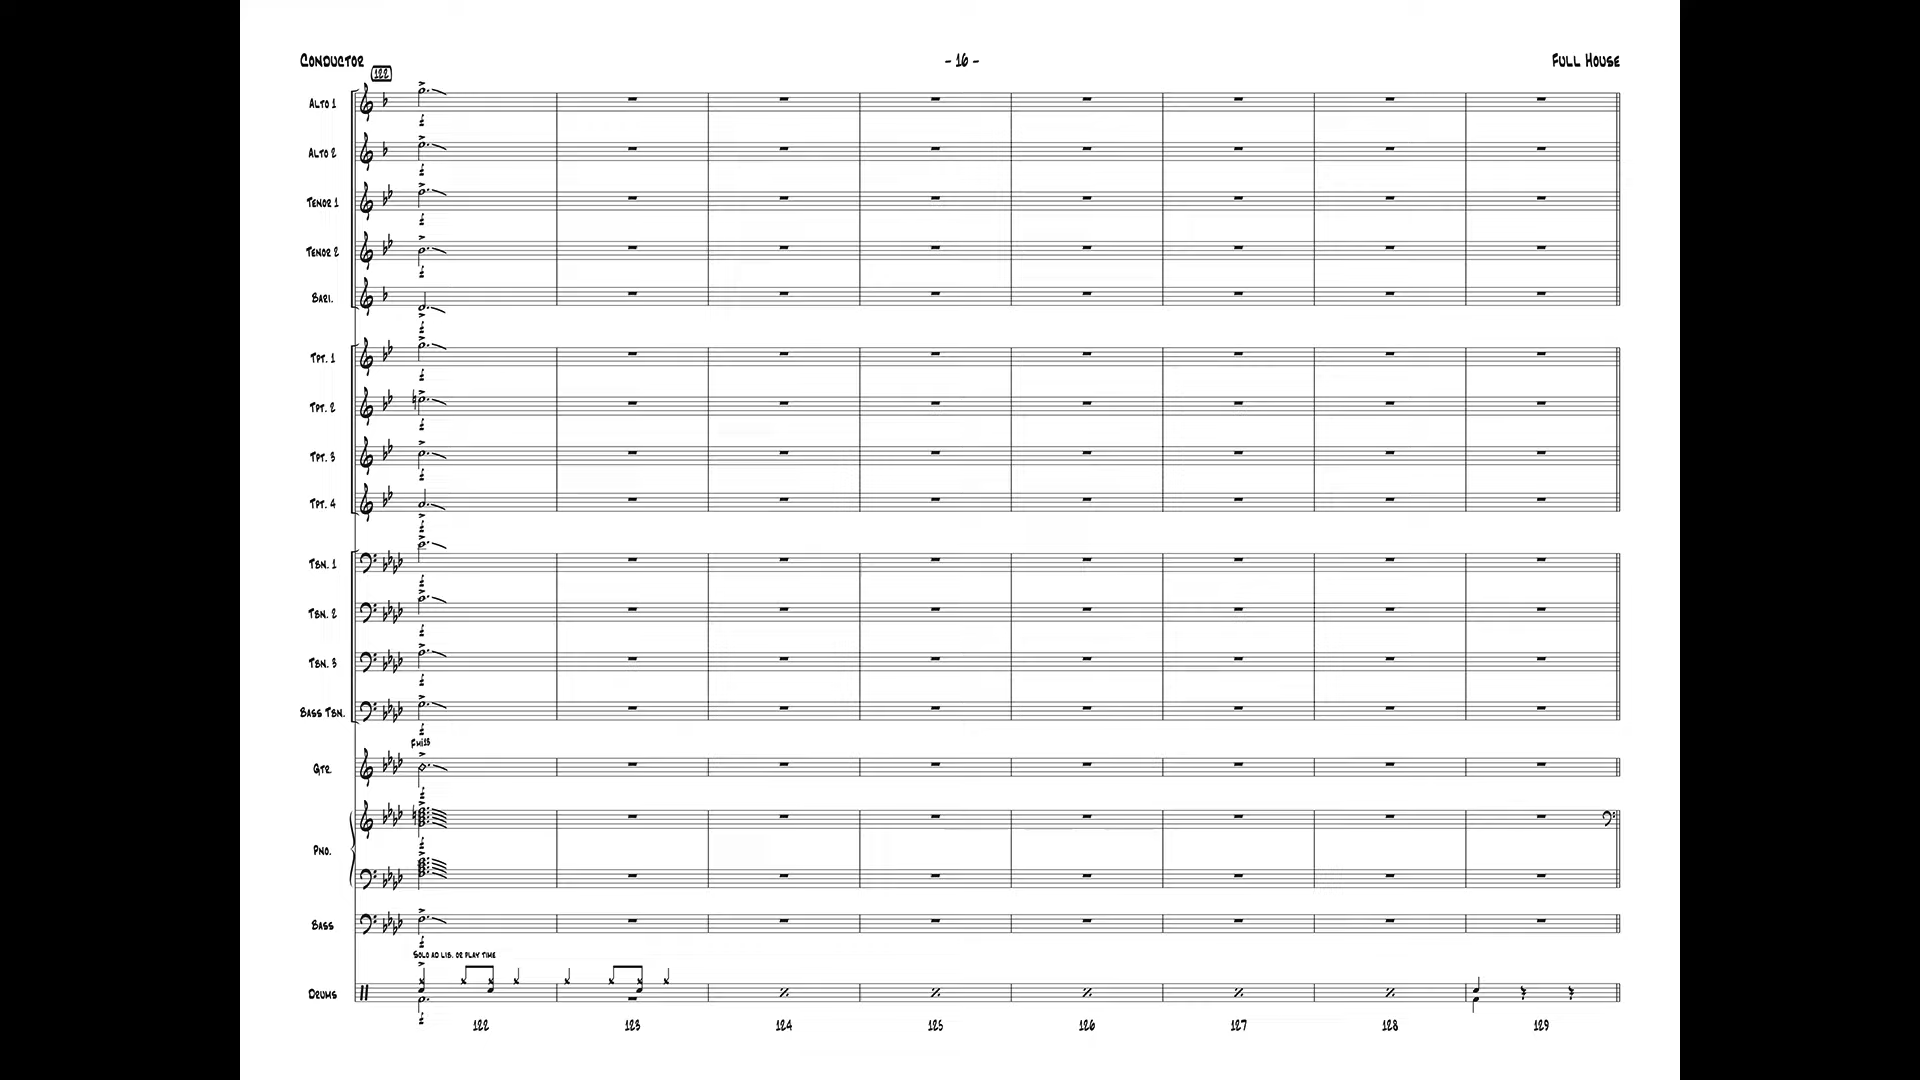 Conductor
- 16 -
Full House
122
Alto 1
Alto 2
Tenor 1
Tenor 2
Bari.
Tpt. 1
Tpt. 2
Tpt. 3
Tpt. 4
Tbn. 1
Tbn. 2
Tbn. 3
Bass Tbn.
Fmi13
Gtr.
Pno.
Bass
Solo ad lib. or play time
Drums
122 123 124 125 126 127 128 129